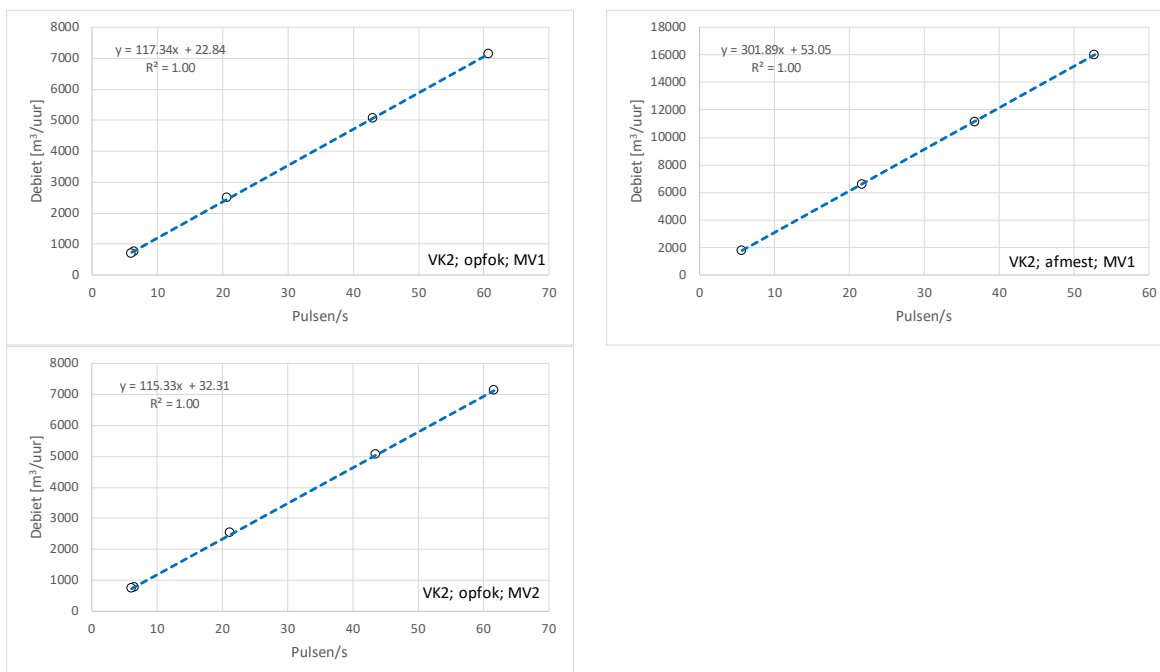 8000
7000
6000
5000
4000
3000
2000
1000
0
Debiet [m³/uur]
y = 117.34x + 22.84
R² = 1.00
VK2; opfok; MV1
0 10 20 30 40 50 60 70
Pulsen/s
18000
16000
14000
12000
10000
8000
6000
4000
2000
0
Debiet [m³/uur]
y = 301.89x + 53.05
R² = 1.00
VK2; afmest; MV1
0 10 20 30 40 50 60
Pulsen/s
8000
7000
6000
5000
4000
3000
2000
1000
0
Debiet [m³/uur]
y = 115.33x + 32.31
R² = 1.00
VK2; opfok; MV2
0 10 20 30 40 50 60 70
Pulsen/s